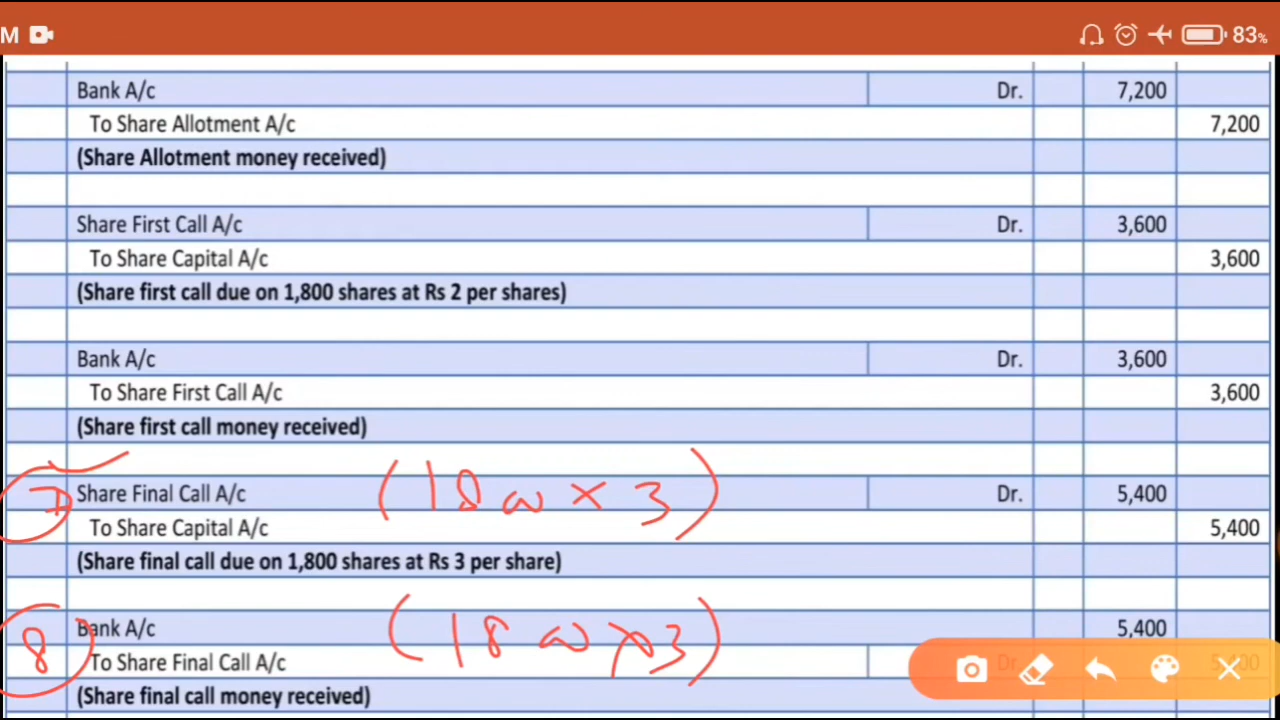 M 83%
Bank A/c Dr. 7,200
To Share Allotment A/c 7,200
(Share Allotment money received)
Share First Call A/c Dr. 3,600
To Share Capital A/c 3,600
(Share first call due on 1,800 shares at Rs 2 per shares)
Bank A/c Dr. 3,600
To Share First Call A/c 3,600
(Share first call money received)
7 Share Final Call A/c (1800 × 3) Dr. 5,400
To Share Capital A/c 5,400
(Share final call due on 1,800 shares at Rs 3 per share)
8 Bank A/c (1800 × 3) 5,400
To Share Final Call A/c Dr. 5,400
(Share final call money received)